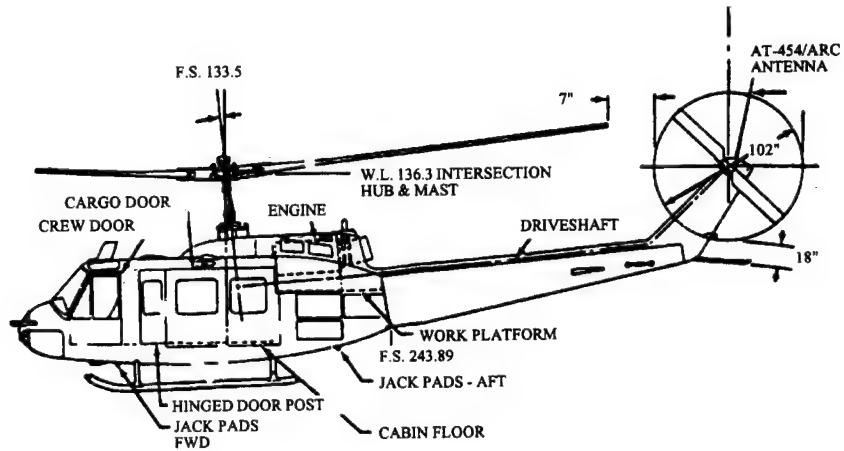 AT-454/ARC
ANTENNA
F.S. 133.5
7"
102"
W.L. 136.3 INTERSECTION
HUB & MAST
CARGO DOOR
CREW DOOR
ENGINE
DRIVESHAFT
18"
WORK PLATFORM
F.S. 243.89
JACK PADS - AFT
HINGED DOOR POST
JACK PADS
FWD
CABIN FLOOR